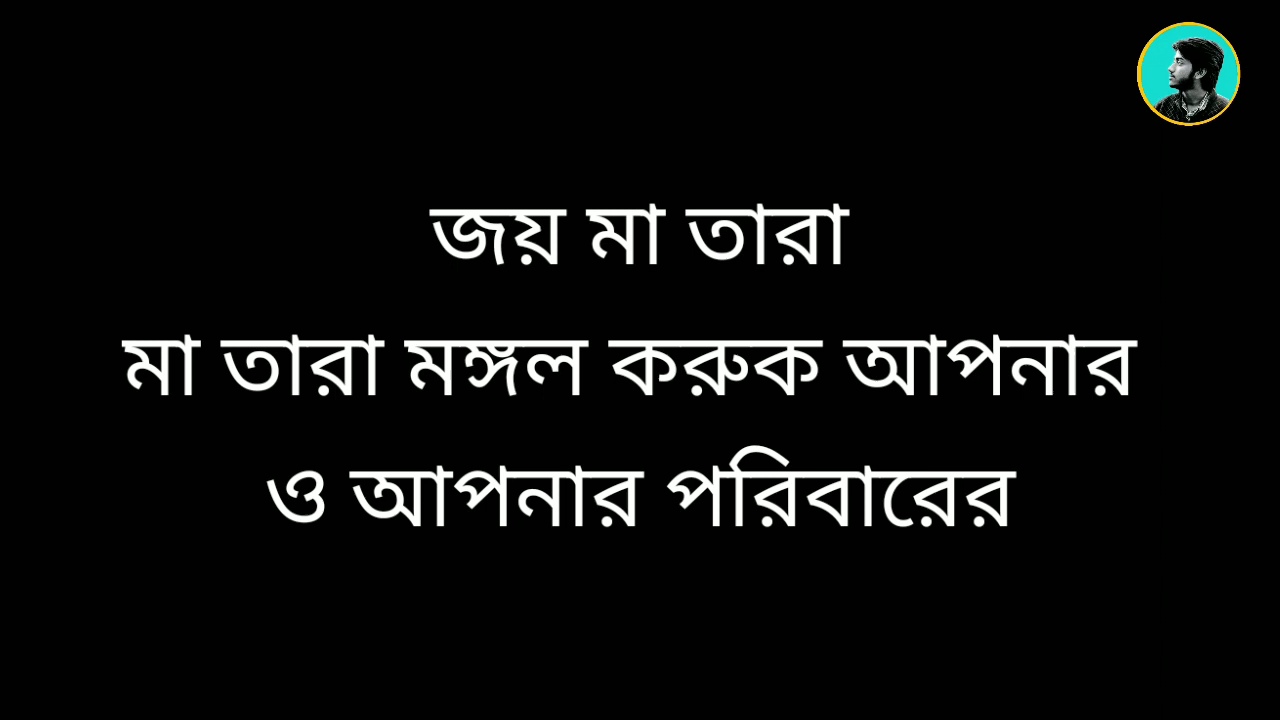 জয় মা তারা
মা তারা মঙ্গল করুক আপনার
ও আপনার পরিবারের